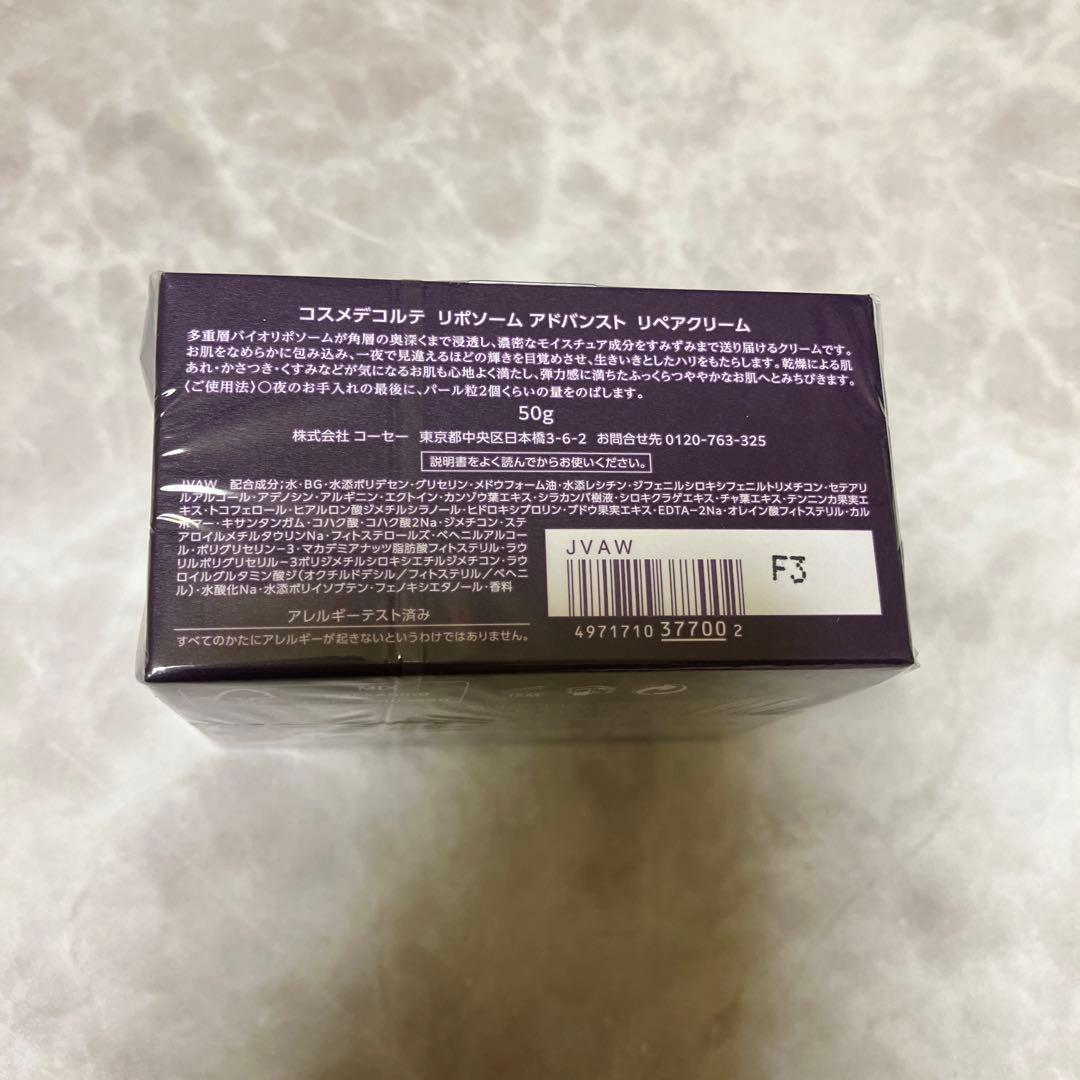 コスメデコルテ リポソーム アドバンスト リペアクリーム
多重層バイオリポソームが角層の奥深くまで浸透し、濃密なモイスチュア成分をすみずみまで送り届けるクリームです。
お肌をなめらかに包み込み、一夜で見違えるほどの輝きを目覚めさせ、生きいきとしたハリをもたらします。乾燥による肌
あれ・かさつき・くすみなどが気になるお肌も心地よく満たし、弾力感に満ちたふっくらつややかなお肌へとみちびきます。
〈ご使用法〉〇夜のお手入れの最後に、パール粒2個くらいの量をのばします。
50g
株式会社 コーセー 東京都中央区日本橋3-6-2 お問合せ先 0120-763-325
説明書をよく読んでからお使いください。
JVAW 配合成分;水・BG・水添ポリデセン・グリセリン・メドウフォーム油・水添レシチン・ジフェニルシロキシフェニルトリメチコン・セテアリ
ルアルコール・アデノシン・アルギニン・エクトイン・カンゾウ葉エキス・シラカンバ樹液・シロキクラゲエキス・チャ葉エキス・テンニンカ果実エ
キス・トコフェロール・ヒアルロン酸ジメチルシラノール・ヒドロキシプロリン・ブドウ果実エキス・EDTA-2Na・オレイン酸フィトステリル・カル
ボマー・キサンタンガム・コハク酸・コハク酸2Na・ジメチコン・ステ
アロイルメチルタウリンNa・フィトステロールズ・ベヘニルアルコー
ル・ポリグリセリン-3・マカデミアナッツ脂肪酸フィトステリル・ラウ
リルポリグリセリル-3ポリジメチルシロキシエチルジメチコン・ラウ
ロイルグルタミン酸ジ(オクチルドデシル/フィトステリル/ベヘニ
ル)・水酸化Na・水添ポリイソブテン・フェノキシエタノール・香料
アレルギーテスト済み
すべてのかたにアレルギーが起きないというわけではありません。
JVAW
F3
4971710 37700 2
MIX
12M